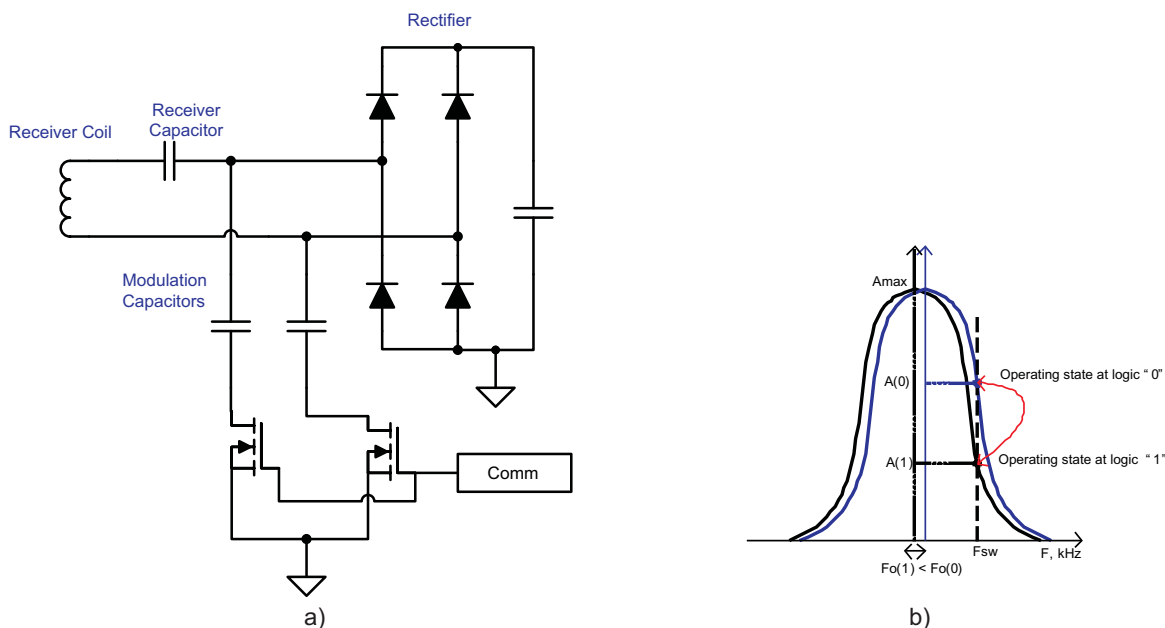 Rectifier
Receiver
Capacitor
Receiver Coil
Modulation
Capacitors
Comm
a)
Amax
A(0)
Operating state at logic “ 0”
A(1)
Operating state at logic “ 1”
Fsw
F, kHz
Fo(1) < Fo(0)
b)